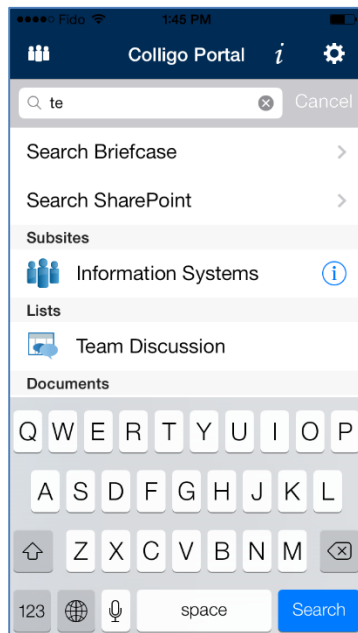 Fido 1:45 PM
Colligo Portal i
te Cancel
Search Briefcase
Search SharePoint
Subsites
Information Systems i
Lists
Team Discussion
Documents
Q W E R T Y U I O P
A S D F G H J K L
Z X C V B N M
123 space Search